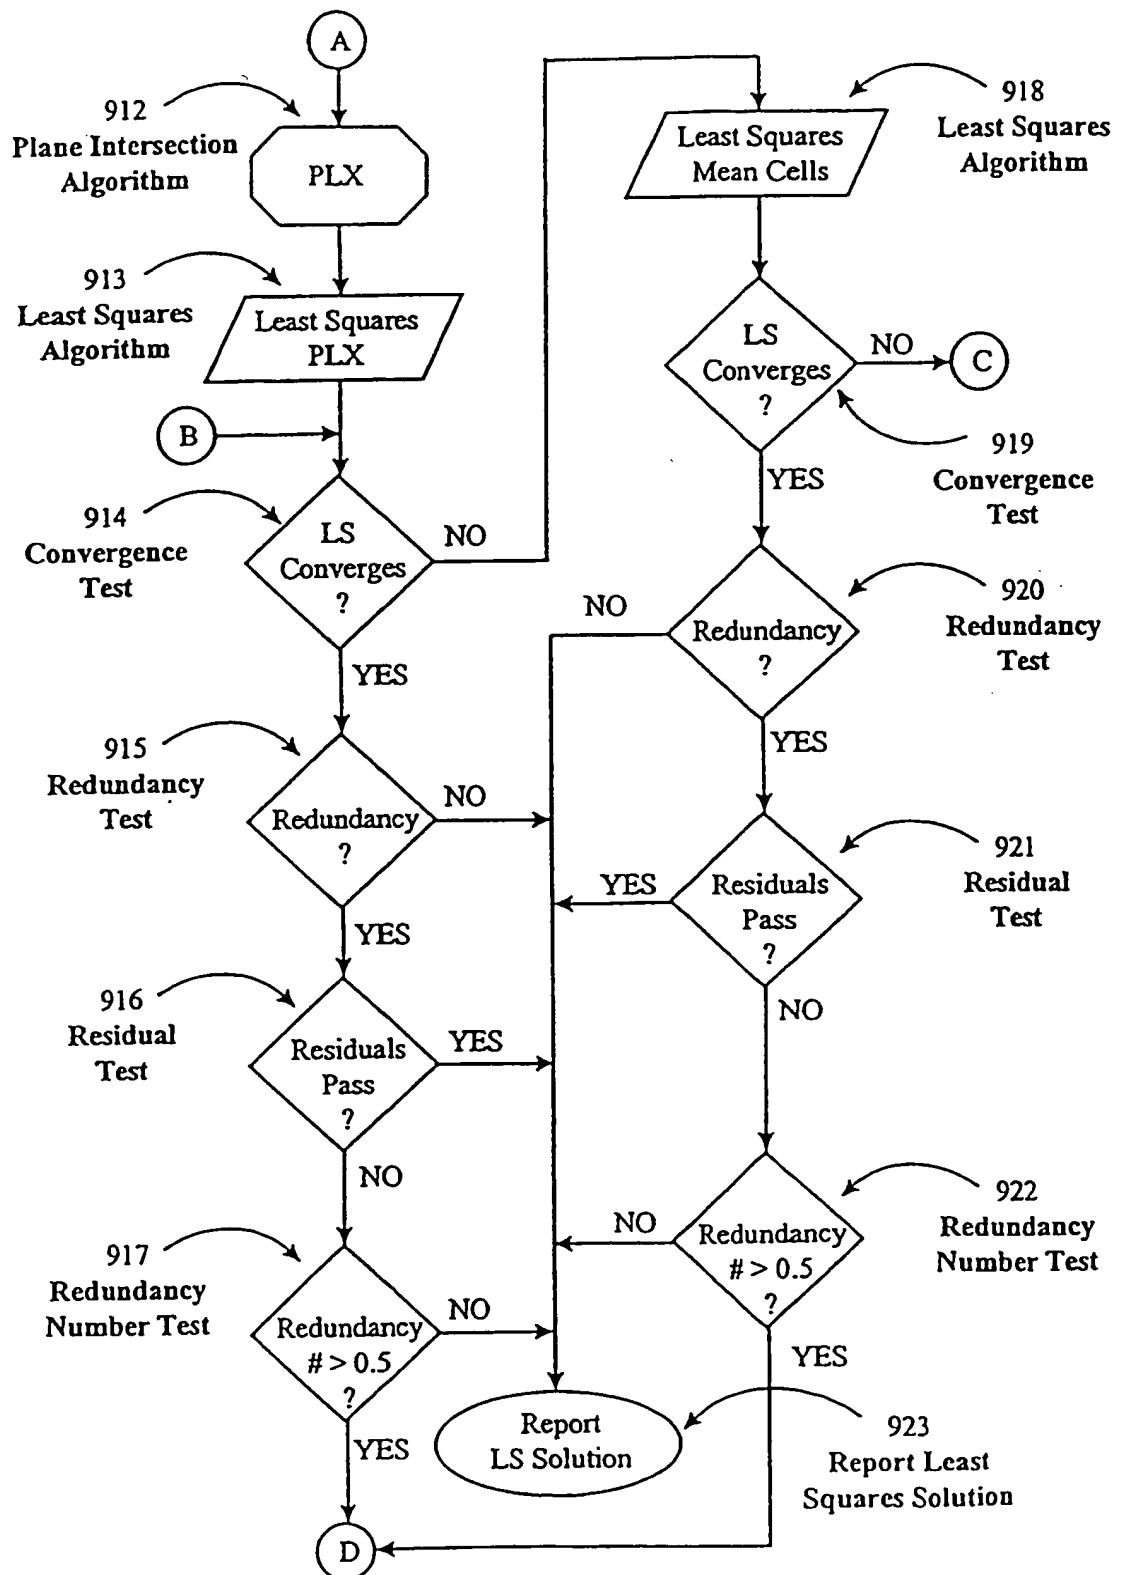 A
912
Plane Intersection
Algorithm
PLX
913
Least Squares
Algorithm
Least Squares
PLX
B
914
Convergence
Test
LS
Converges
?
NO
YES
915
Redundancy
Test
Redundancy
?
NO
YES
916
Residual
Test
Residuals
Pass
?
YES
NO
917
Redundancy
Number Test
Redundancy
# > 0.5
?
NO
YES
D
Least Squares
Mean Cells
918
Least Squares
Algorithm
LS
Converges
?
NO
C
919
Convergence
Test
YES
920
Redundancy
Test
Redundancy
?
NO
YES
921
Residual
Test
Residuals
Pass
?
YES
NO
922
Redundancy
Number Test
Redundancy
# > 0.5
?
NO
YES
Report
LS Solution
923
Report Least
Squares Solution